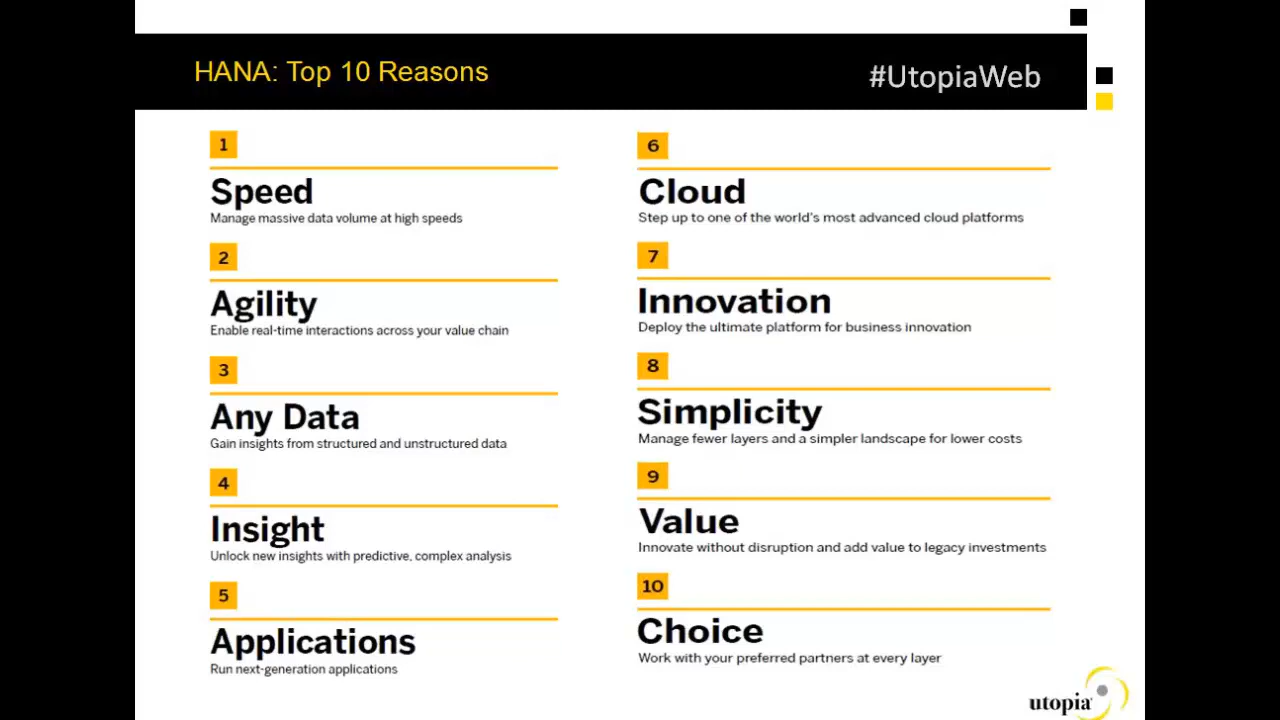 HANA: Top 10 Reasons
#UtopiaWeb
1
Speed
Manage massive data volume at high speeds
2
Agility
Enable real-time interactions across your value chain
3
Any Data
Gain insights from structured and unstructured data
4
Insight
Unlock new insights with predictive, complex analysis
5
Applications
Run next-generation applications
6
Cloud
Step up to one of the world's most advanced cloud platforms
7
Innovation
Deploy the ultimate platform for business innovation
8
Simplicity
Manage fewer layers and a simpler landscape for lower costs
9
Value
Innovate without disruption and add value to legacy investments
10
Choice
Work with your preferred partners at every layer
utopia